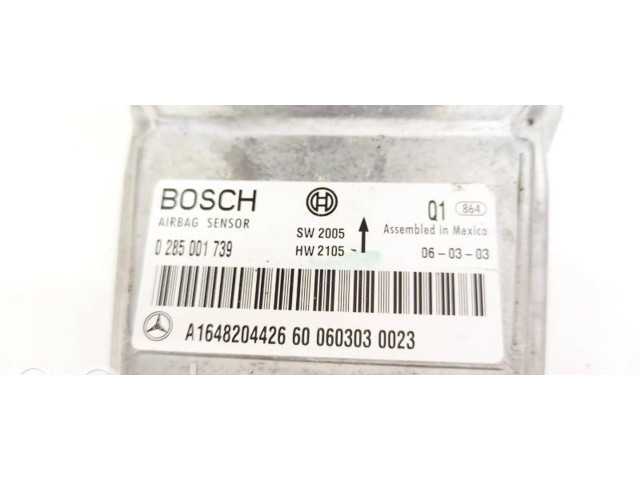 BOSCH
AIRBAG SENSOR
0 285 001 739
SW 2005
HW 2105 -
Q1 864
Assembled in Mexico
06-03-03
A1648204426 60 060303 0023